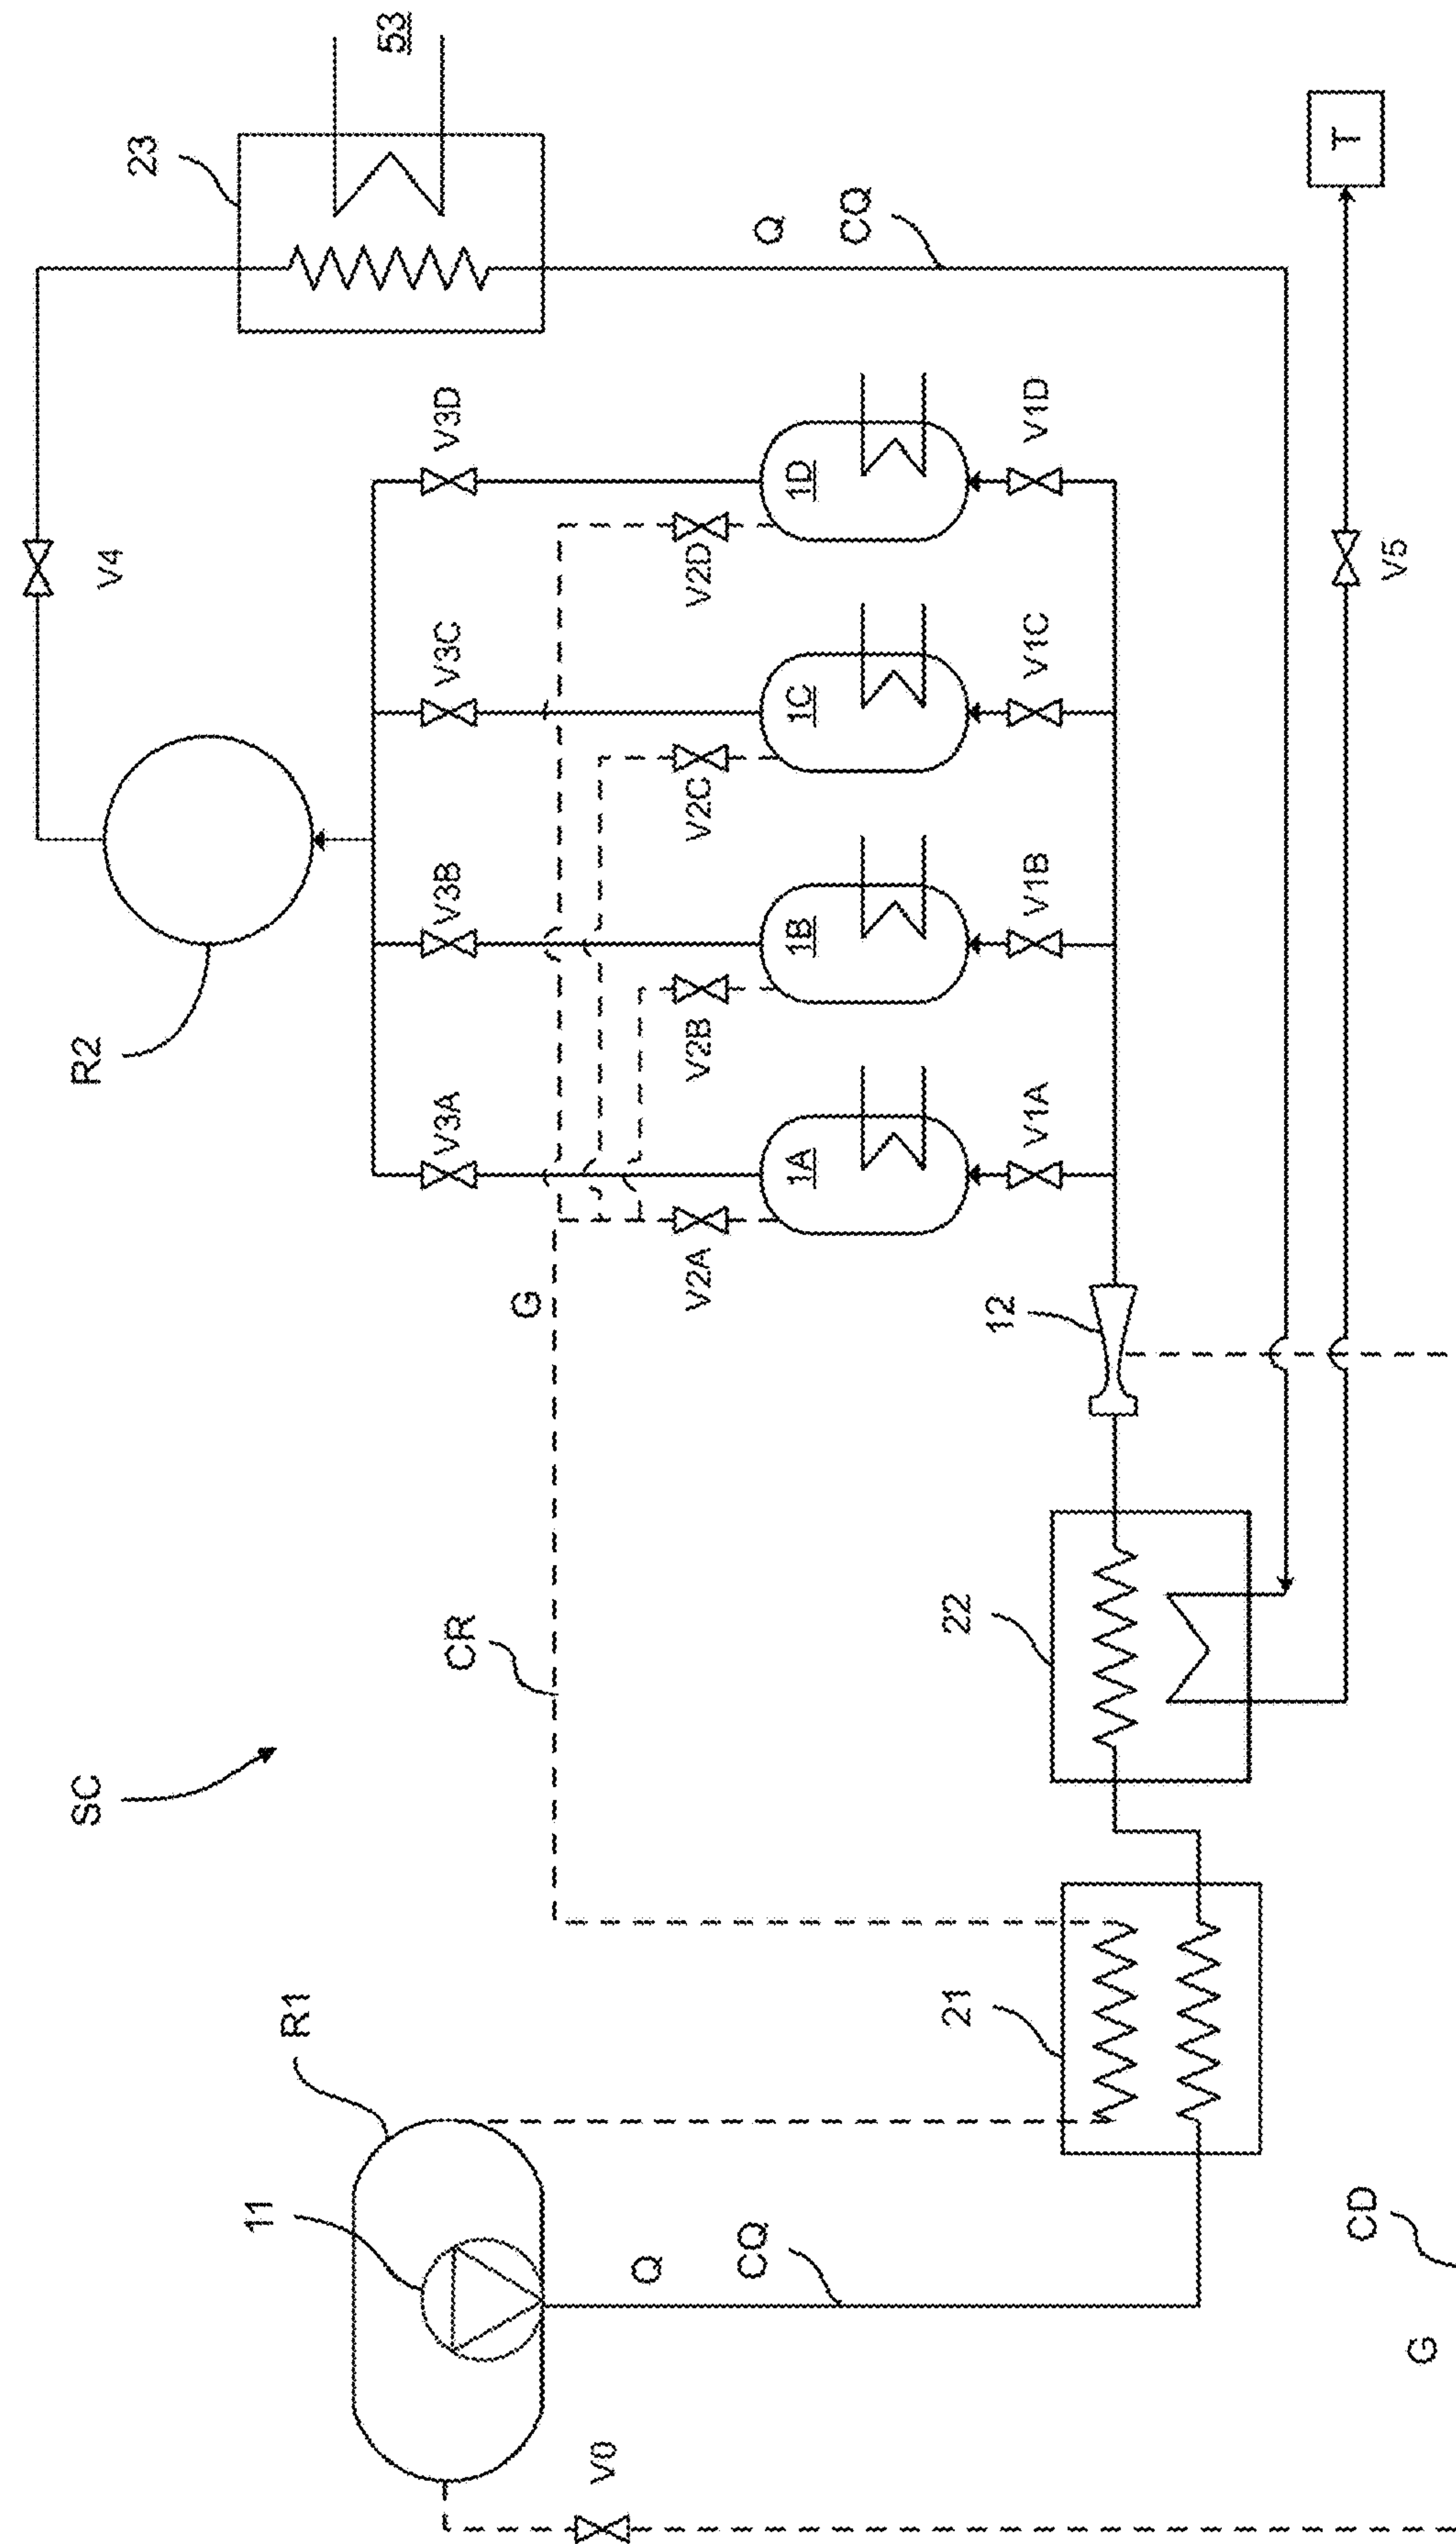 53
23
Q
CQ
T
V4
V5
V3D
V3C
V3B
V3A
1D
1C
1B
1A
V2D
V2C
V2B
V2A
V1D
V1C
V1B
V1A
R2
G
12
CR
22
SC
21
R1
11
Q
CQ
CD
G
V0